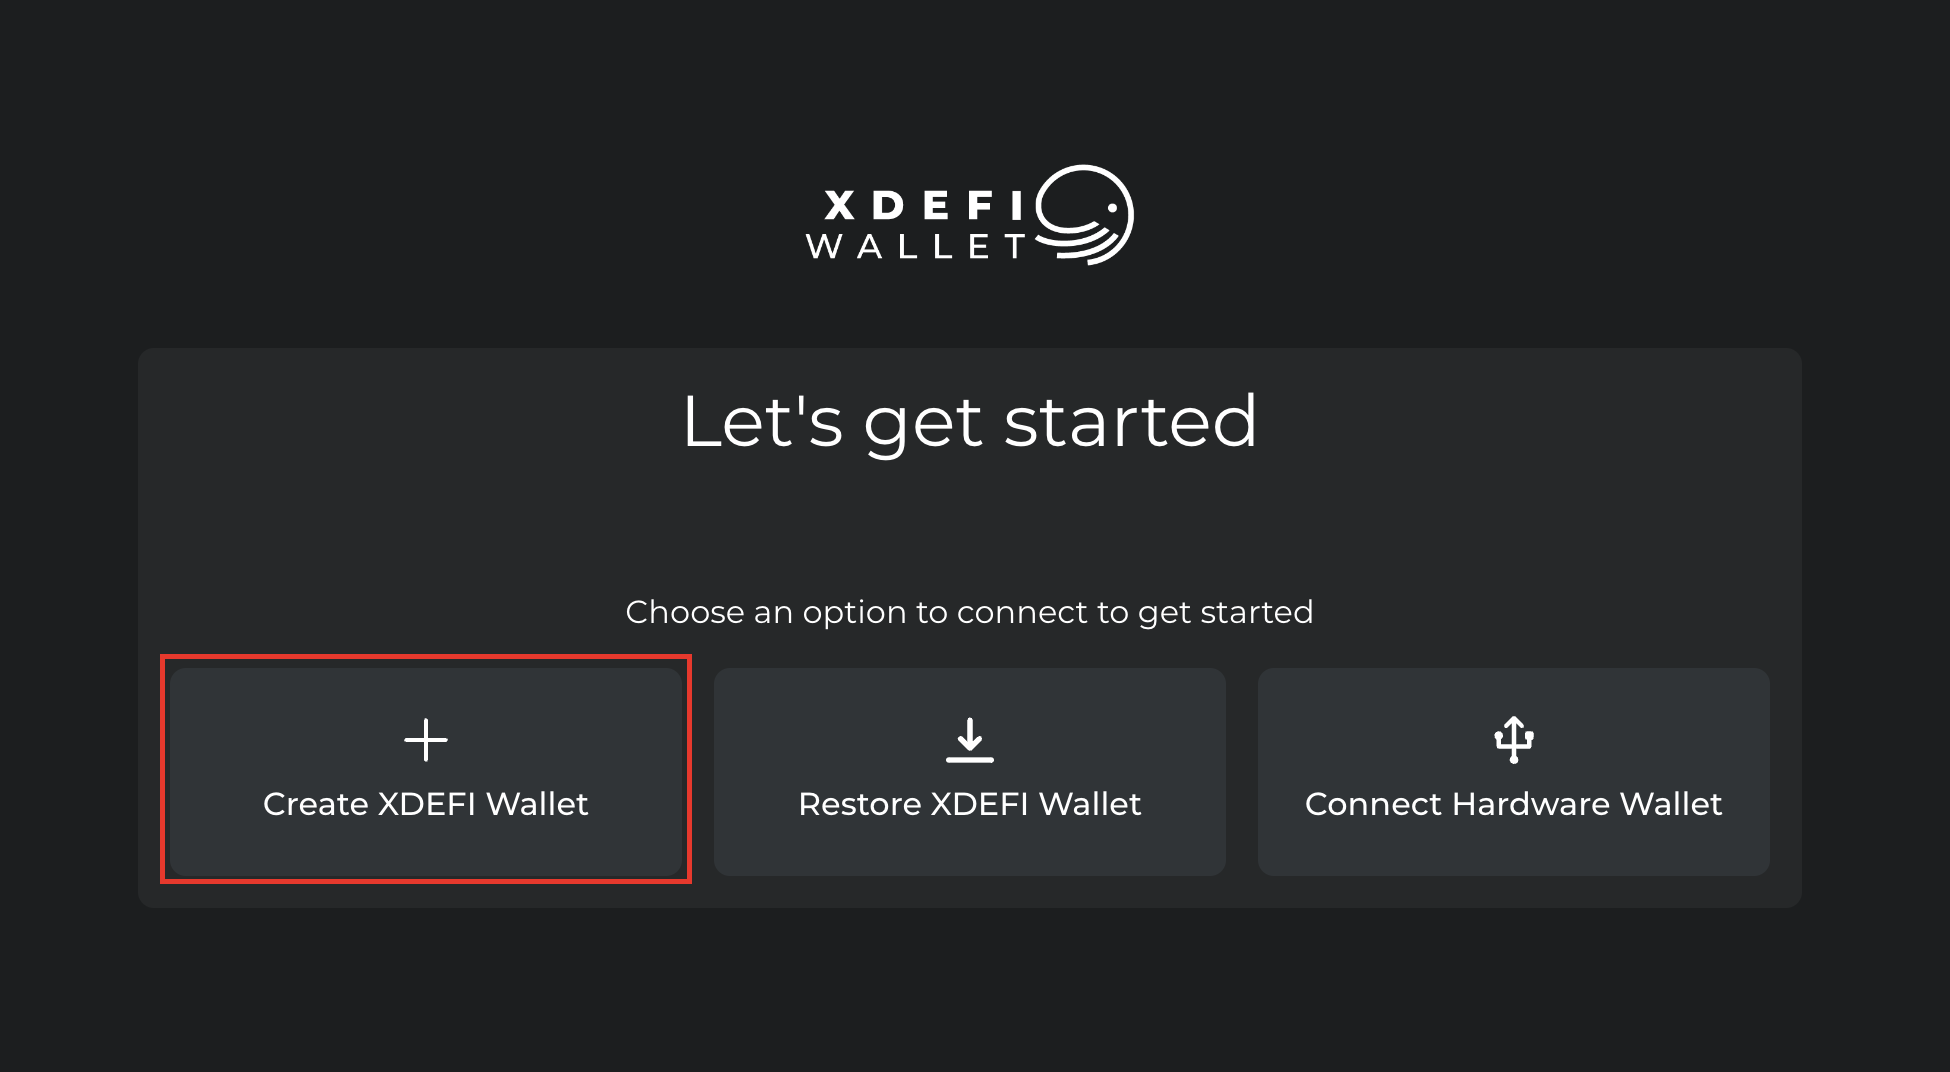 XDEFI
WALLET
Let's get started
Choose an option to connect to get started
Create XDEFI Wallet
Restore XDEFI Wallet
Connect Hardware Wallet